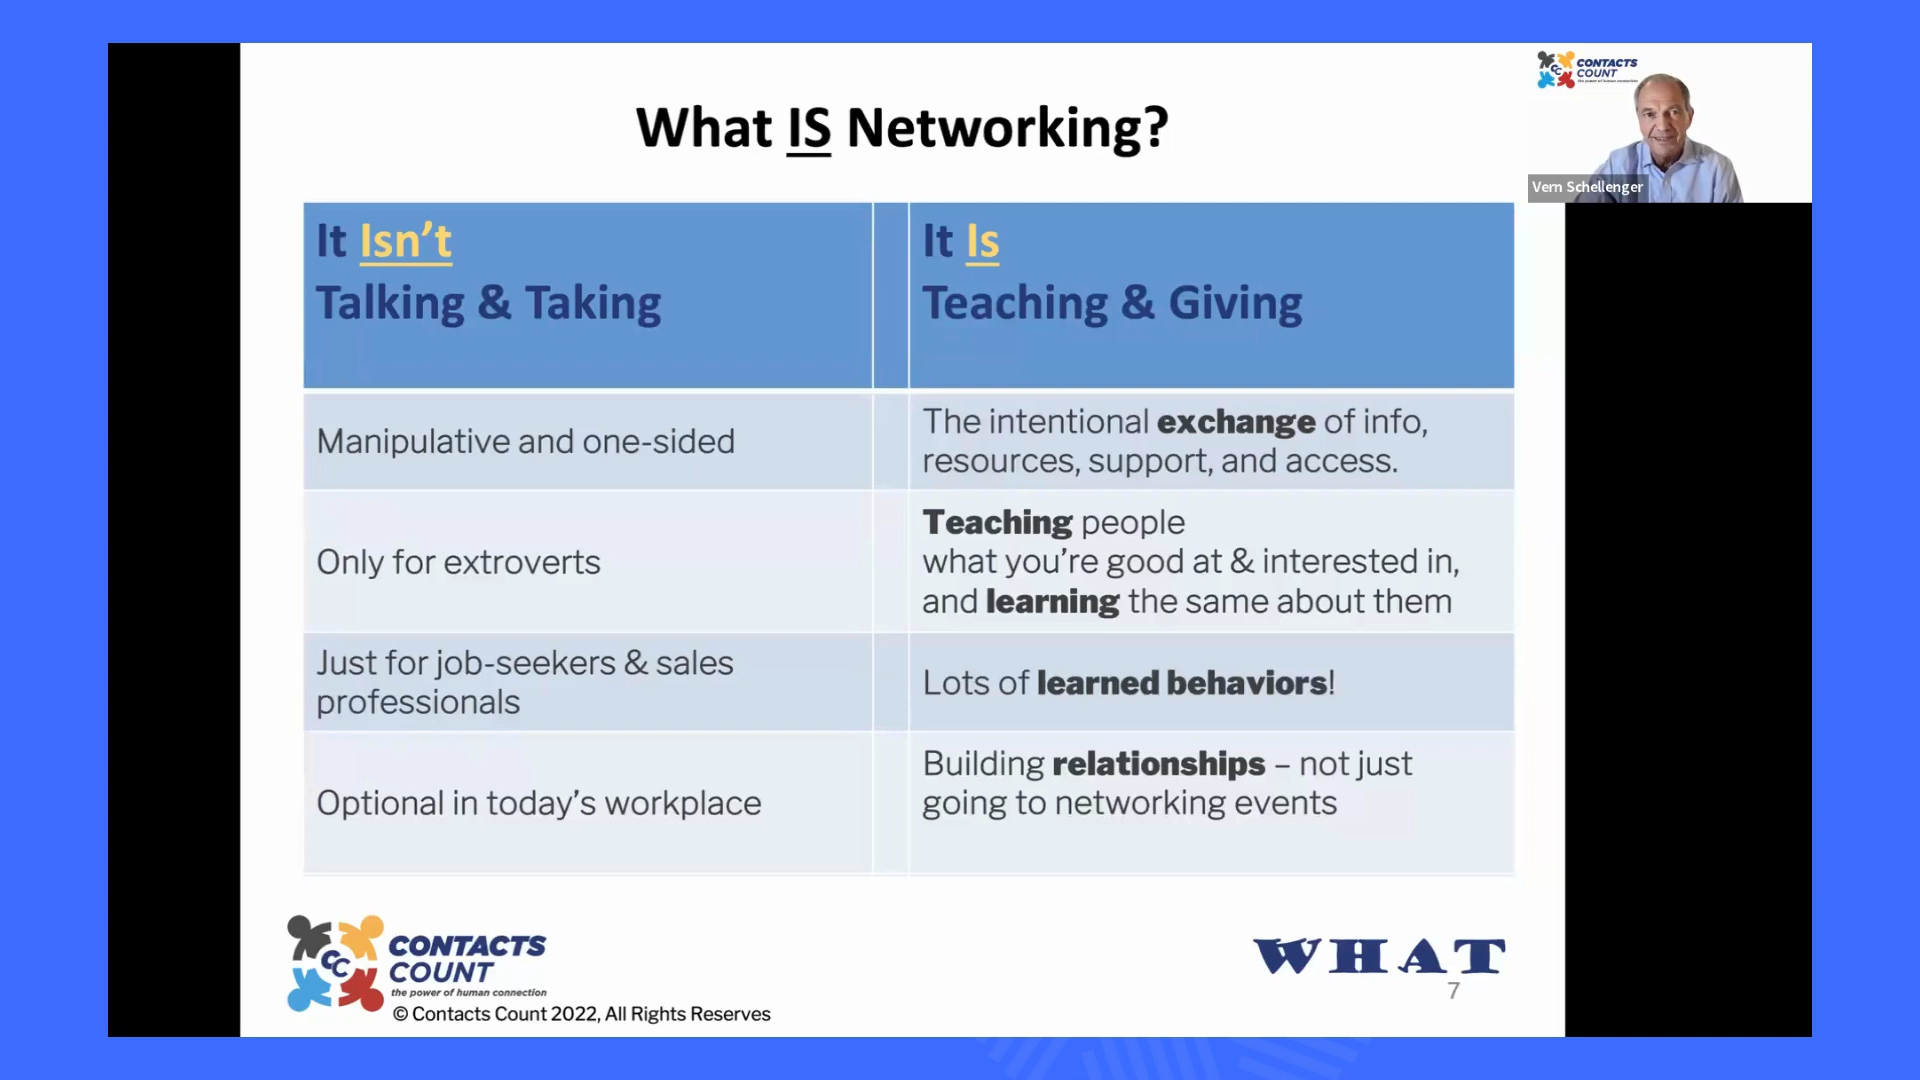 What IS Networking?
CONTACTS
COUNT
the power of human connection
Vern Schellenger
It Isn't
Talking & Taking
It Is
Teaching & Giving
Manipulative and one-sided
The intentional exchange of info,
resources, support, and access.
Only for extroverts
Teaching people
what you're good at & interested in,
and learning the same about them
Just for job-seekers & sales
professionals
Lots of learned behaviors!
Optional in today's workplace
Building relationships – not just
going to networking events
CC
CONTACTS
COUNT
the power of human connection
© Contacts Count 2022, All Rights Reserves
WHAT
7